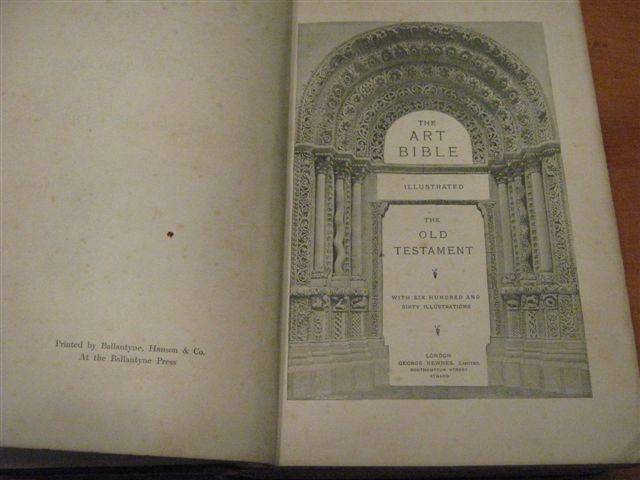 Printed by Ballantyne, Hanson & Co.
At the Ballantyne Press
THE
ART
BIBLE
ILLUSTRATED
THE
OLD
TESTAMENT
WITH SIX HUNDRED AND
SIXTY ILLUSTRATIONS
LONDON
GEORGE NEWNES, LIMITED
SOUTHAMPTON STREET
STRAND